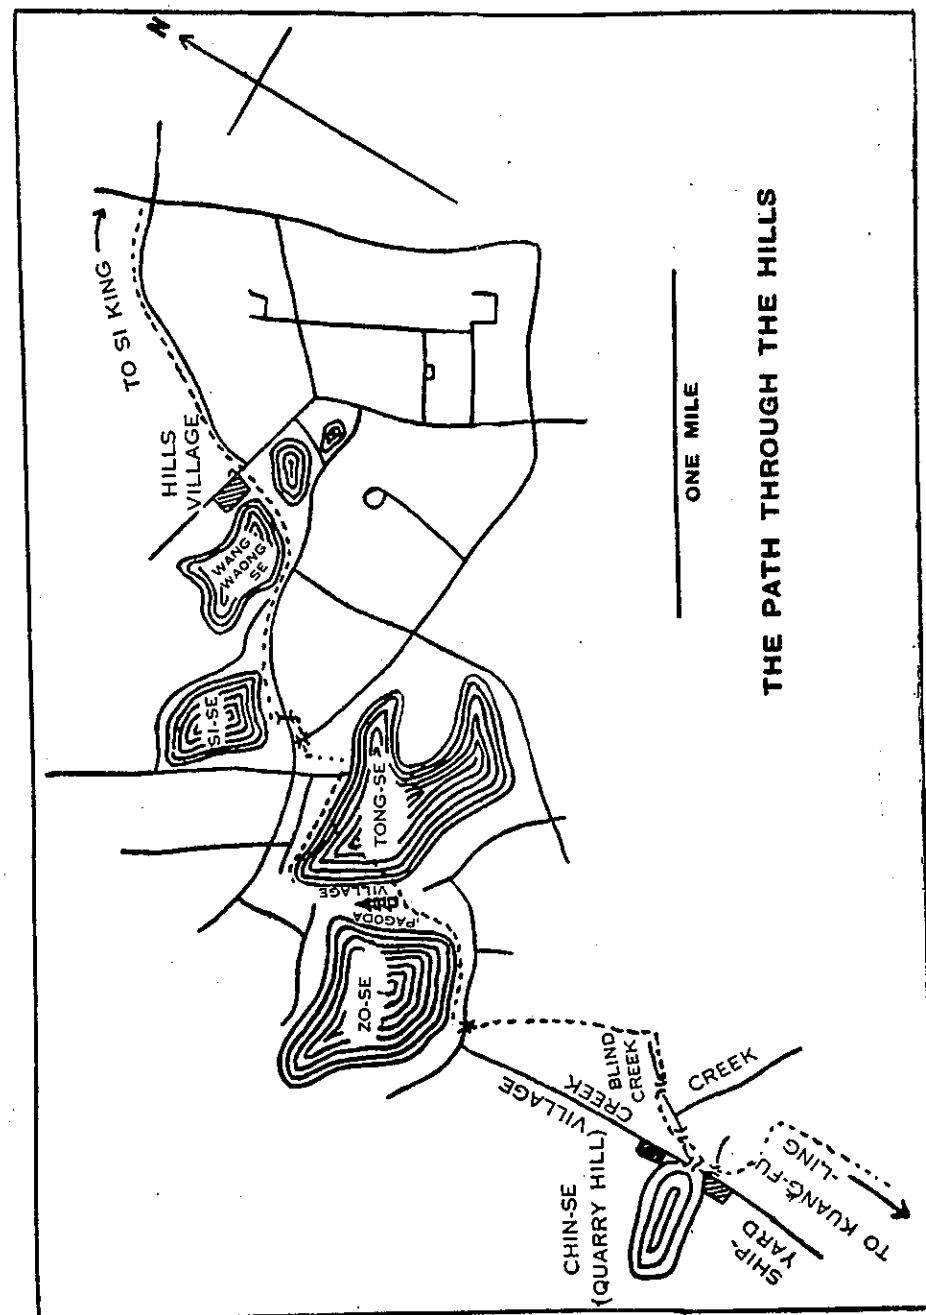 N
TO SI KING
HILLS
VILLAGE
WANG
WAONG
SE
SI-SE
TONG-SE
VILLAGE
PAGODA
ZO-SE
ONE MILE
THE PATH THROUGH THE HILLS
BLIND
CREEK
CREEK
VILLAGE
CREEK
CHIN-SE
(QUARRY HILL)
SHIP-
YARD
TO KUANG-FU
-LING